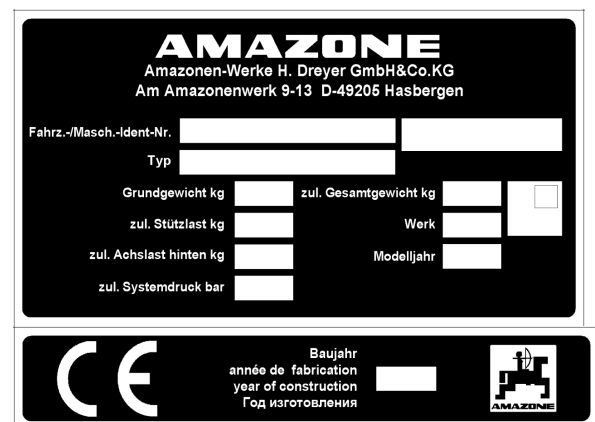 AMAZONE
Amazonen-Werke H. Dreyer GmbH&Co.KG
Am Amazonenwerk 9-13 D-49205 Hasbergen
Fahrz.-/Masch.-Ident-Nr.
Typ
Grundgewicht kg zul. Gesamtgewicht kg
zul. Stützlast kg Werk
zul. Achslast hinten kg Modelljahr
zul. Systemdruck bar
CE
Baujahr
année de fabrication
year of construction
Год изготовления
AMAZONE